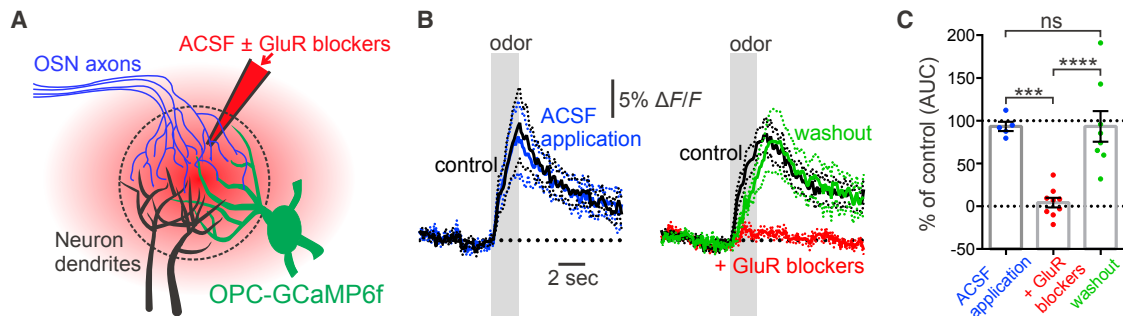 A
ACSF ± GluR blockers
OSN axons
Neuron
dendrites
OPC-GCaMP6f
B
odor
5% ΔF/F
ACSF
application
control
2 sec
odor
washout
control
+ GluR blockers
C
ns
****
***
% of control (AUC)
200
150
100
50
0
-50
ACSF
application
+ GluR
blockers
washout